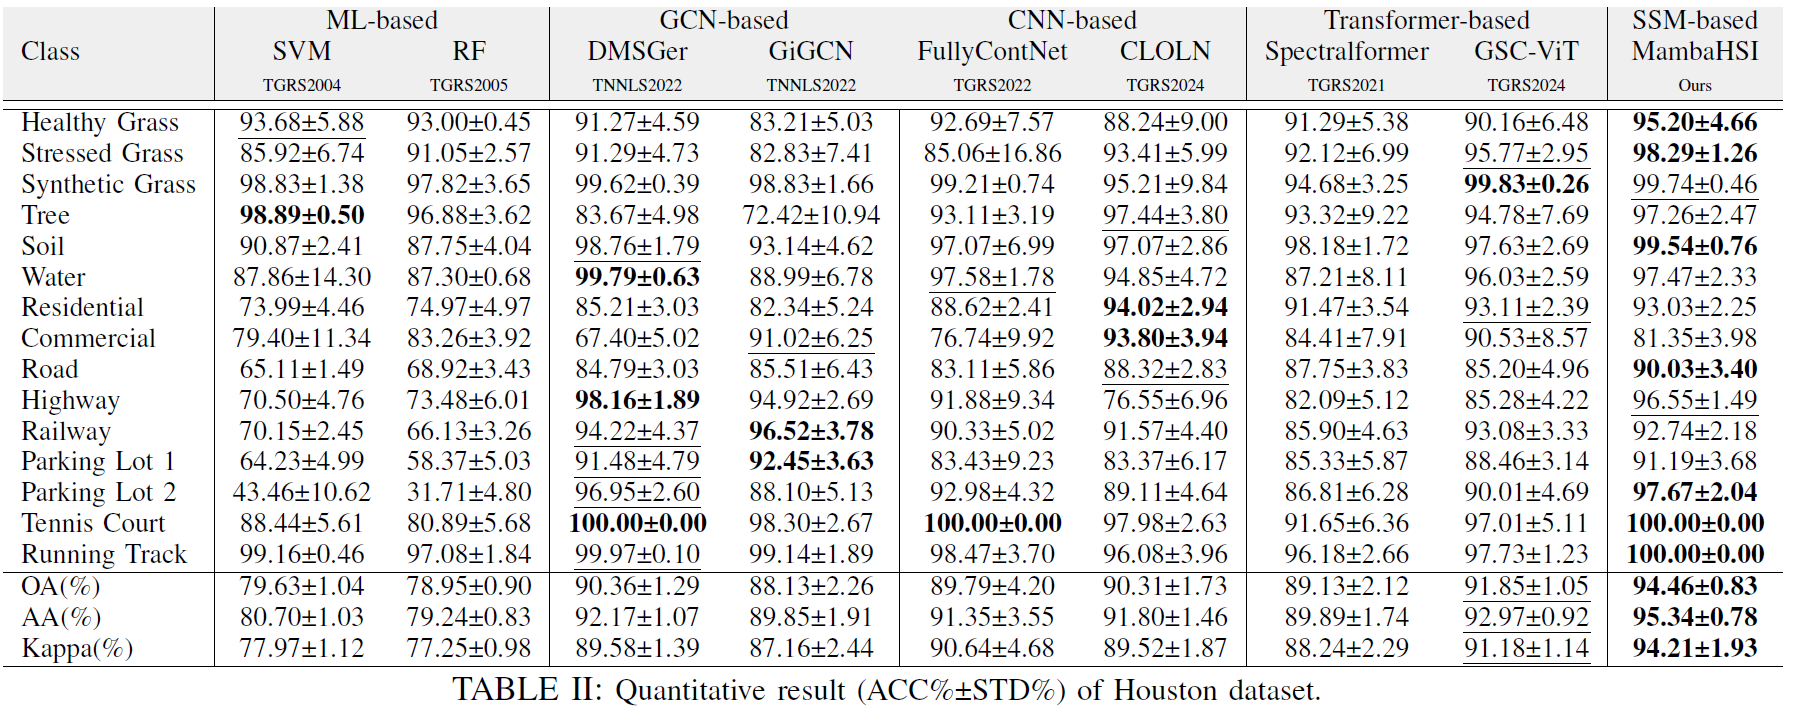 ML-based GCN-based CNN-based Transformer-based SSM-based
Class SVM RF DMSGer GiGCN FullyContNet CLOLN Spectralformer GSC-ViT MambaHSI
TGRS2004 TGRS2005 TNNLS2022 TNNLS2022 TGRS2022 TGRS2024 TGRS2021 TGRS2024 Ours
Healthy Grass 93.68±5.88 93.00±0.45 91.27±4.59 83.21±5.03 92.69±7.57 88.24±9.00 91.29±5.38 90.16±6.48 95.20±4.66
Stressed Grass 85.92±6.74 91.05±2.57 91.29±4.73 82.83±7.41 85.06±16.86 93.41±5.99 92.12±6.99 95.77±2.95 98.29±1.26
Synthetic Grass 98.83±1.38 97.82±3.65 99.62±0.39 98.83±1.66 99.21±0.74 95.21±9.84 94.68±3.25 99.83±0.26 99.74±0.46
Tree 98.89±0.50 96.88±3.62 83.67±4.98 72.42±10.94 93.11±3.19 97.44±3.80 93.32±9.22 94.78±7.69 97.26±2.47
Soil 90.87±2.41 87.75±4.04 98.76±1.79 93.14±4.62 97.07±6.99 97.07±2.86 98.18±1.72 97.63±2.69 99.54±0.76
Water 87.86±14.30 87.30±0.68 99.79±0.63 88.99±6.78 97.58±1.78 94.85±4.72 87.21±8.11 96.03±2.59 97.47±2.33
Residential 73.99±4.46 74.97±4.97 85.21±3.03 82.34±5.24 88.62±2.41 94.02±2.94 91.47±3.54 93.11±2.39 93.03±2.25
Commercial 79.40±11.34 83.26±3.92 67.40±5.02 91.02±6.25 76.74±9.92 93.80±3.94 84.41±7.91 90.53±8.57 81.35±3.98
Road 65.11±1.49 68.92±3.43 84.79±3.03 85.51±6.43 83.11±5.86 88.32±2.83 87.75±3.83 85.20±4.96 90.03±3.40
Highway 70.50±4.76 73.48±6.01 98.16±1.89 94.92±2.69 91.88±9.34 76.55±6.96 82.09±5.12 85.28±4.22 96.55±1.49
Railway 70.15±2.45 66.13±3.26 94.22±4.37 96.52±3.78 90.33±5.02 91.57±4.40 85.90±4.63 93.08±3.33 92.74±2.18
Parking Lot 1 64.23±4.99 58.37±5.03 91.48±4.79 92.45±3.63 83.43±9.23 83.37±6.17 85.33±5.87 88.46±3.14 91.19±3.68
Parking Lot 2 43.46±10.62 31.71±4.80 96.95±2.60 88.10±5.13 92.98±4.32 89.11±4.64 86.81±6.28 90.01±4.69 97.67±2.04
Tennis Court 88.44±5.61 80.89±5.68 100.00±0.00 98.30±2.67 100.00±0.00 97.98±2.63 91.65±6.36 97.01±5.11 100.00±0.00
Running Track 99.16±0.46 97.08±1.84 99.97±0.10 99.14±1.89 98.47±3.70 96.08±3.96 96.18±2.66 97.73±1.23 100.00±0.00
OA(%) 79.63±1.04 78.95±0.90 90.36±1.29 88.13±2.26 89.79±4.20 90.31±1.73 89.13±2.12 91.85±1.05 94.46±0.83
AA(%) 80.70±1.03 79.24±0.83 92.17±1.07 89.85±1.91 91.35±3.55 91.80±1.46 89.89±1.74 92.97±0.92 95.34±0.78
Kappa(%) 77.97±1.12 77.25±0.98 89.58±1.39 87.16±2.44 90.64±4.68 89.52±1.87 88.24±2.29 91.18±1.14 94.21±1.93
TABLE II: Quantitative result (ACC%±STD%) of Houston dataset.